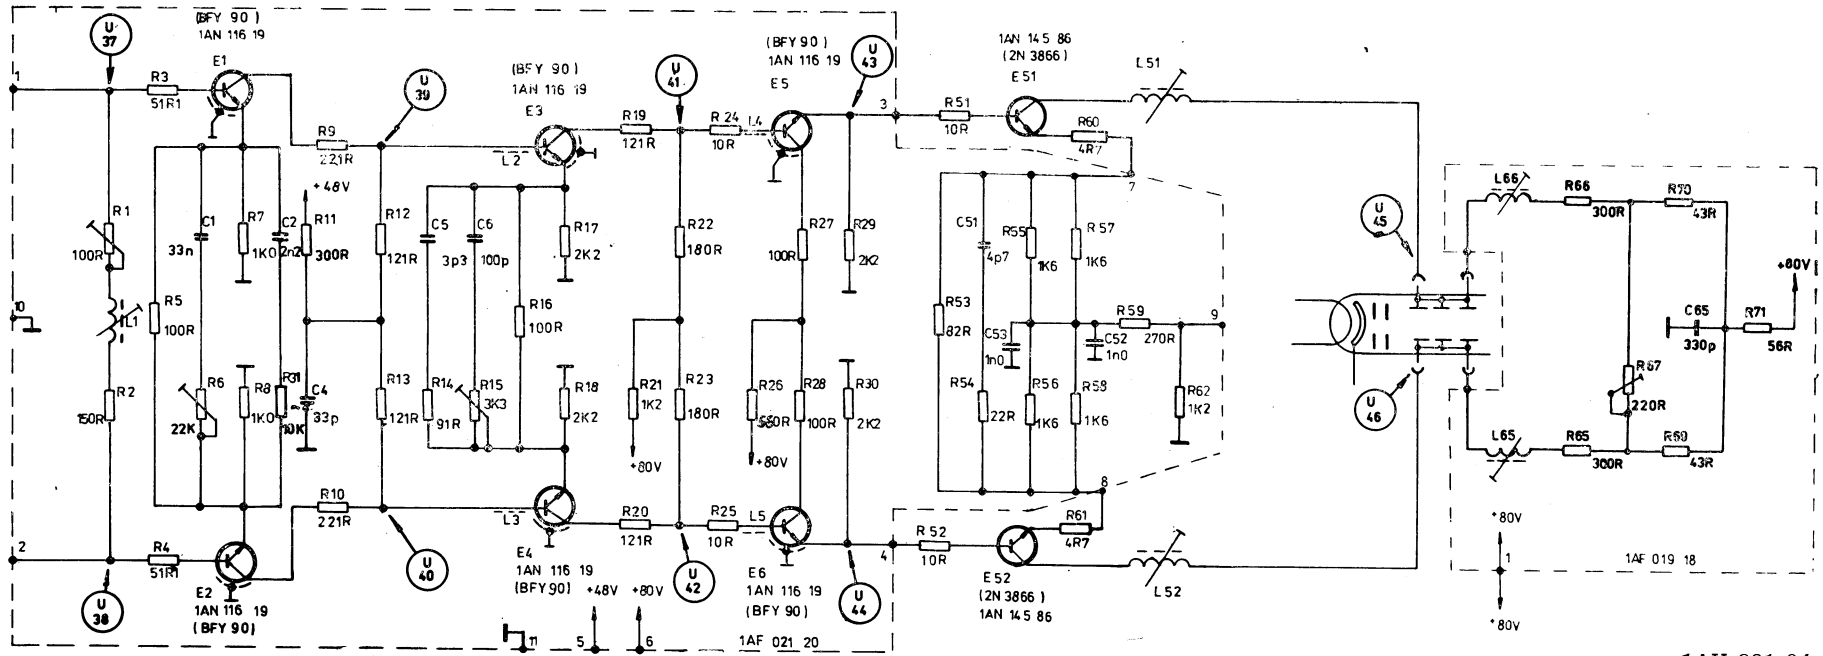 U
37
(BFY 90)
1AN 116 19
E1
1
R3
51R1
U
39
R9
221R
+48V
R1
100R
L1
R2
150R
10
C1
33n
R7
1K0
C2
2n2
R11
300R
R12
121R
R5
100R
R6
22K
R8
1K0
R31
10K
C4
33p
R13
121R
2
R4
51R1
E2
1AN 116 19
(BFY 90)
U
38
R10
221R
U
40
(BFY 90)
1AN 116 19
E3
L2
C5
3p3
C6
100p
R17
2K2
R16
100R
R14
91R
R15
3K3
R18
2K2
L3
E4
1AN 116 19
(BFY 90)
U
41
R19
121R
R24
10R
L4
R22
180R
R21
1K2
+80V
R23
180R
R20
121R
R25
10R
L5
U
42
11
+48V
5
+80V
6
(BFY 90)
1AN 116 19
E5
U
43
R27
100R
R29
2K2
R26
+80V
R28
100R
R30
2K2
E6
1AN 116 19
(BFY 90)
U
44
1AF 021 20
3
4
R51
10R
1AN 145 86
(2N 3866)
E51
R60
4R7
L51
7
C51
4p7
R55
1K6
R57
1K6
R53
82R
C53
1n0
C52
1n0
R59
270R
9
R54
22R
R56
1K6
R58
1K6
R62
1K2
8
R52
10R
R61
4R7
E52
(2N 3866)
1AN 145 86
L52
U
45
U
46
L66
R66
300R
R70
43R
+80V
C65
330p
R71
56R
R67
220R
L65
R65
300R
R69
43R
+80V
1
+80V
1AF 019 18